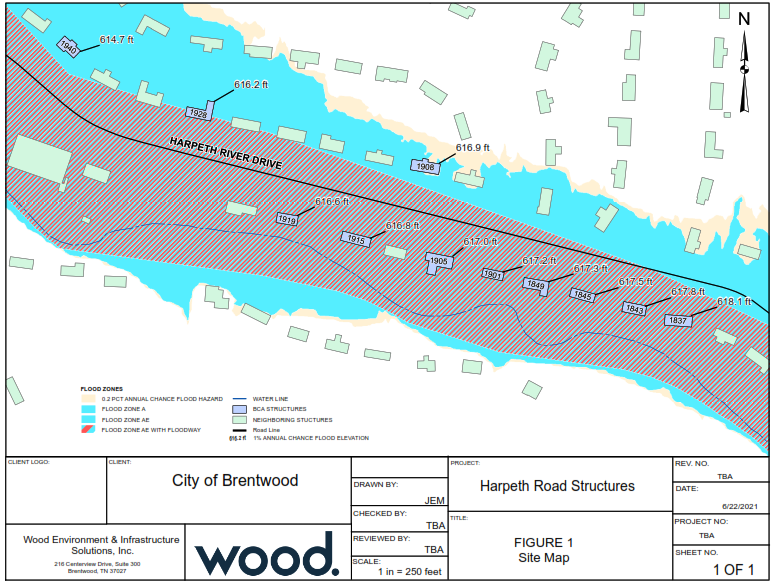 N
614.7 ft
1940
616.2 ft
1928
HARPETH RIVER DRIVE
616.9 ft
1908
616.6 ft
1916
616.8 ft
1915
617.0 ft
1905
617.2 ft
1901
617.3 ft
1849
617.5 ft
1845
617.8 ft
1843
618.1 ft
1837
FLOOD ZONES
0.2 PCT ANNUAL CHANCE FLOOD HAZARD
FLOOD ZONE A
FLOOD ZONE AE
FLOOD ZONE AE WITH FLOODWAY
WATER LINE
BCA STRUCTURES
NEIGHBORING STUCTURES
Road Line
1% ANNUAL CHANCE FLOOD ELEVATION
CLIENT LOGO:
CLIENT:
City of Brentwood
Wood Environment & Infrastructure
Solutions, Inc.
216 Centerview Drive, Suite 300
Brentwood, TN 37027
wood.
DRAWN BY:
JEM
CHECKED BY:
TBA
REVIEWED BY:
TBA
SCALE:
1 in = 250 feet
PROJECT:
Harpeth Road Structures
TITLE:
FIGURE 1
Site Map
REV. NO.
TBA
DATE:
6/22/2021
PROJECT NO:
TBA
SHEET NO.
1 OF 1